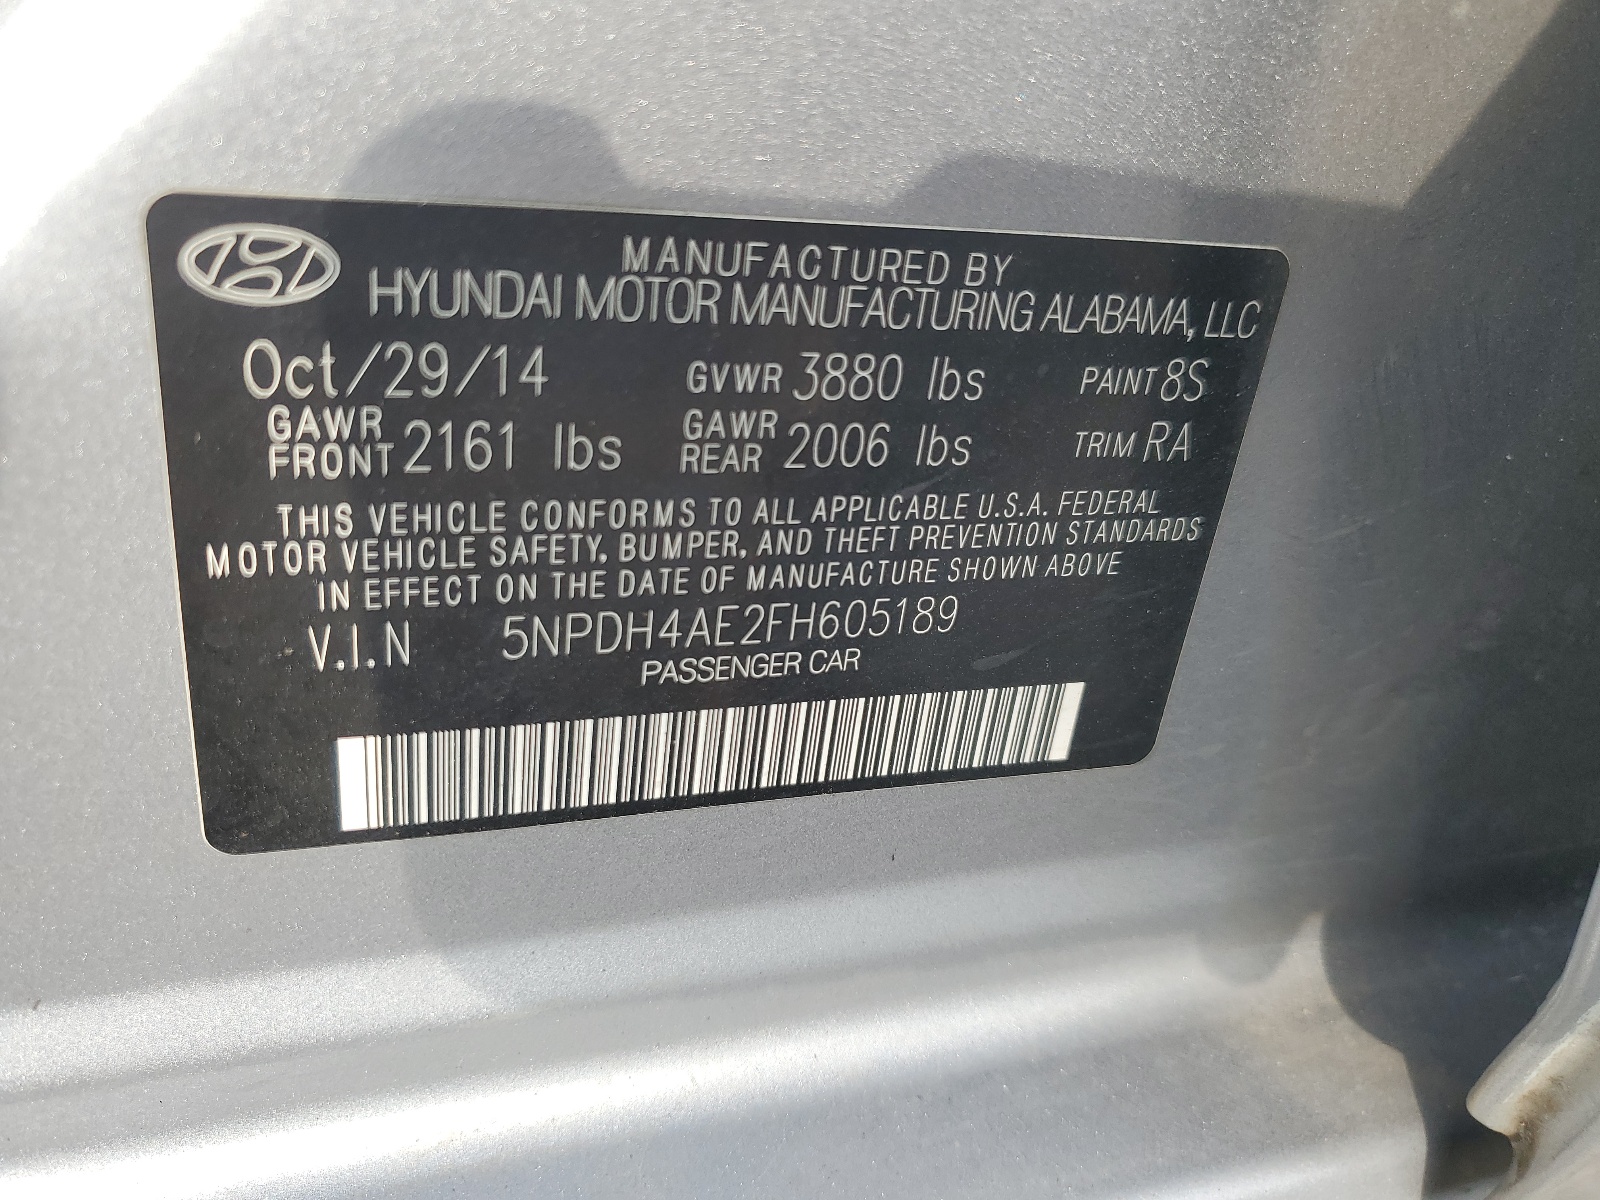 MANUFACTURED BY
HYUNDAI MOTOR MANUFACTURING ALABAMA, LLC
Oct/29/14 GVWR 3880 lbs PAINT 8S
GAWR FRONT 2161 lbs GAWR REAR 2006 lbs TRIM RA
THIS VEHICLE CONFORMS TO ALL APPLICABLE U.S.A. FEDERAL
MOTOR VEHICLE SAFETY, BUMPER, AND THEFT PREVENTION STANDARDS
IN EFFECT ON THE DATE OF MANUFACTURE SHOWN ABOVE
V.I.N 5NPDH4AE2FH605189
PASSENGER CAR